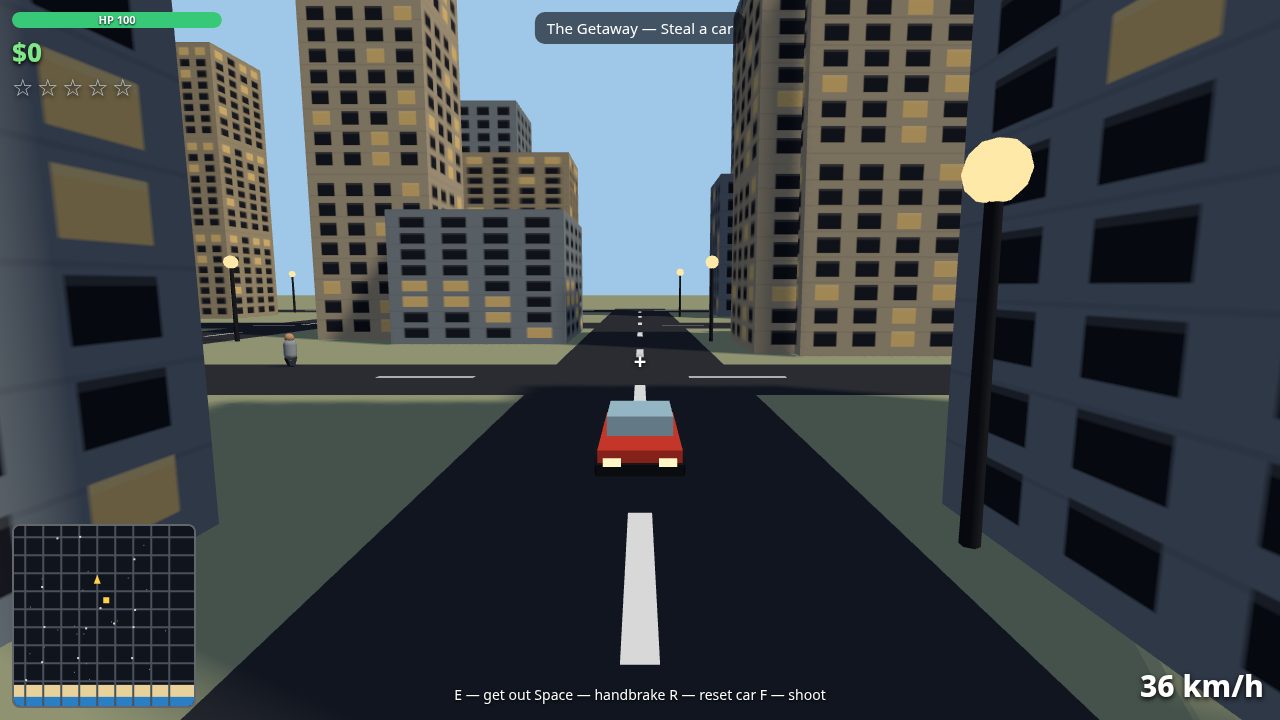 HP 100
The Getaway — Steal a car
$0
E — get out Space — handbrake R — reset car F — shoot
36 km/h